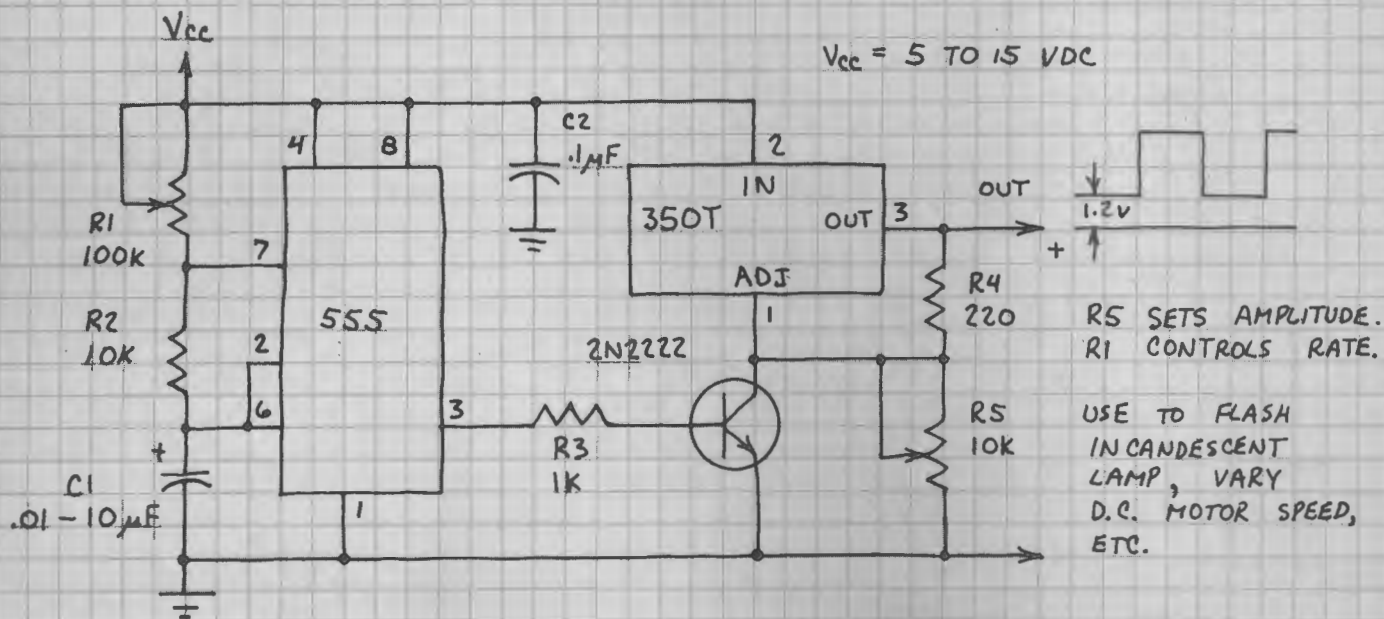 Vcc
Vcc = 5 TO 15 VDC
4
8
C2
.1µF
2
IN
350T
OUT
3
ADJ
1
OUT
1.2V
+
R1
100K
7
R2
10K
555
2
6
3
2N2222
R4
220
R5 SETS AMPLITUDE.
R1 CONTROLS RATE.
R3
1K
R5
10K
USE TO FLASH
INCANDESCENT
LAMP, VARY
D.C. MOTOR SPEED,
ETC.
+
C1
.01-10µF
1